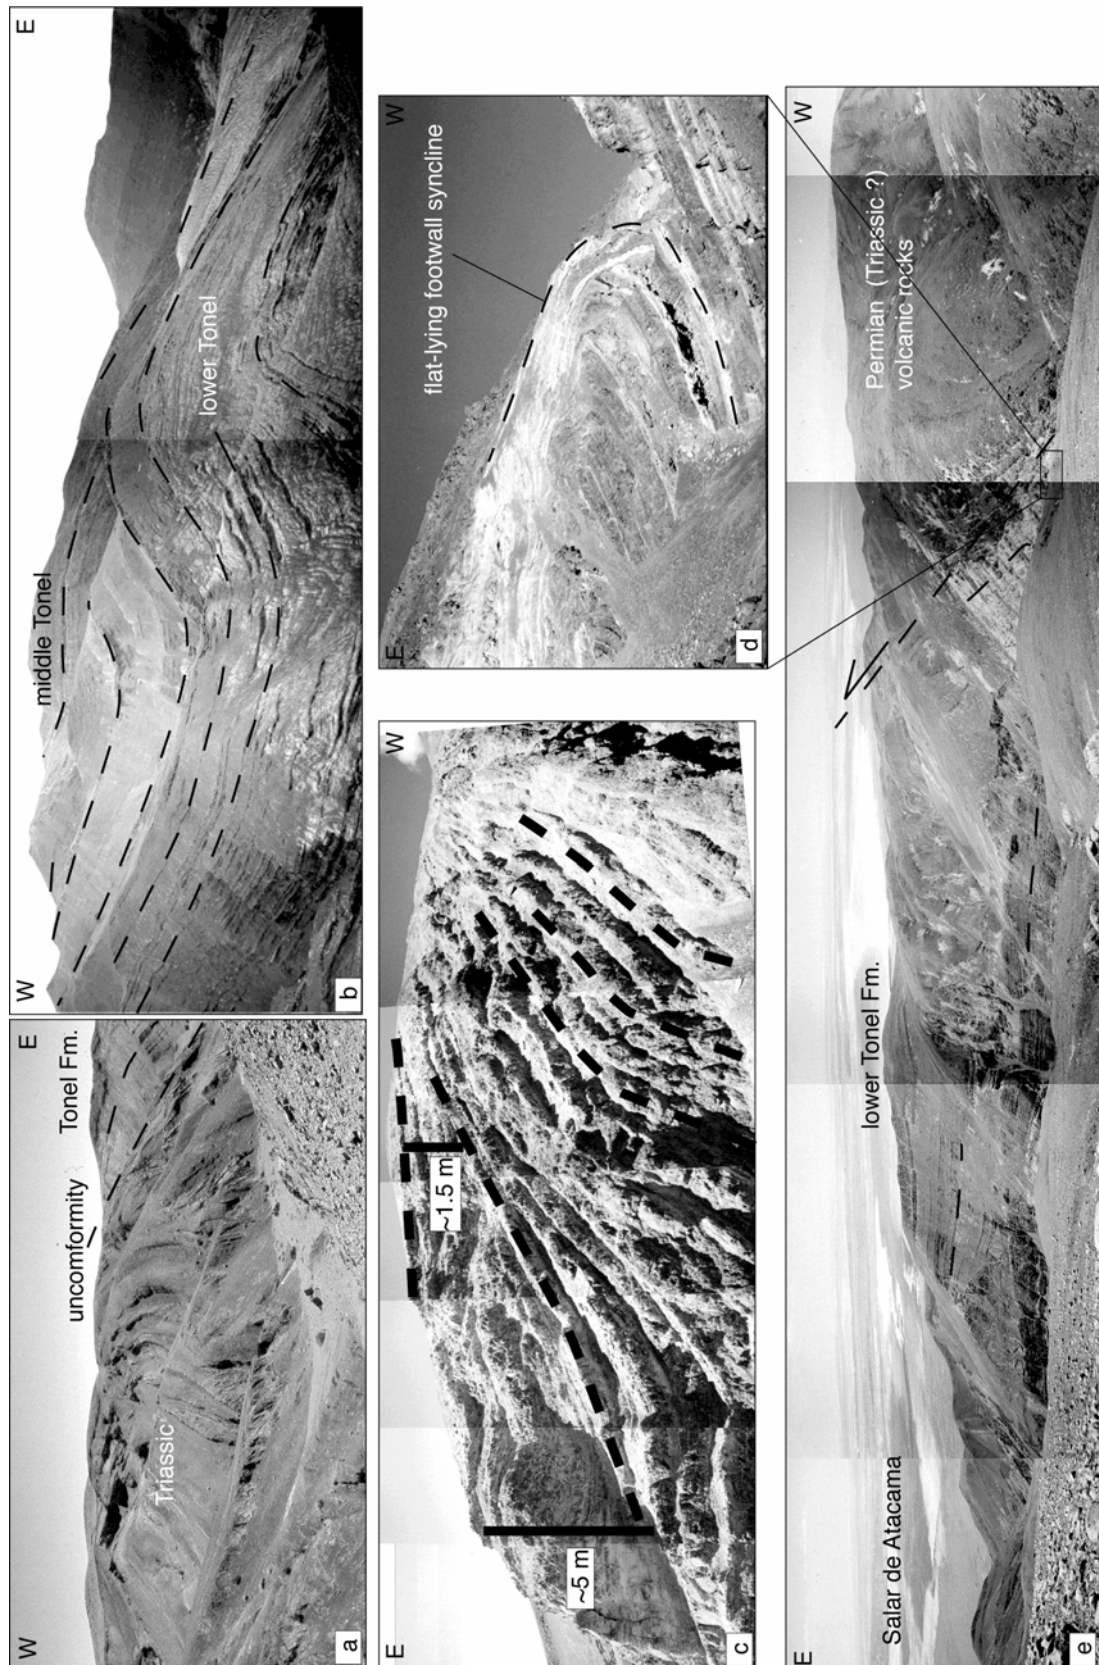 W
E
uncomformity
Tonel Fm.
Triassic
a
W
E
middle Tonel
lower Tonel
b
E
W
~1.5 m
~5 m
c
E
W
flat-lying footwall syncline
d
E
W
Salar de Atacama
lower Tonel Fm.
Permian (Triassic ?)
volcanic rocks
e